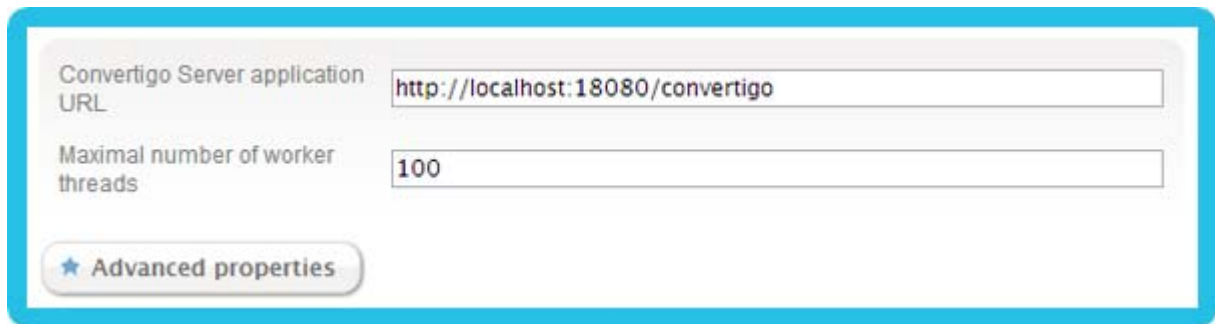 Convertigo Server application
URL
http://localhost:18080/convertigo
Maximal number of worker
threads
100
Advanced properties